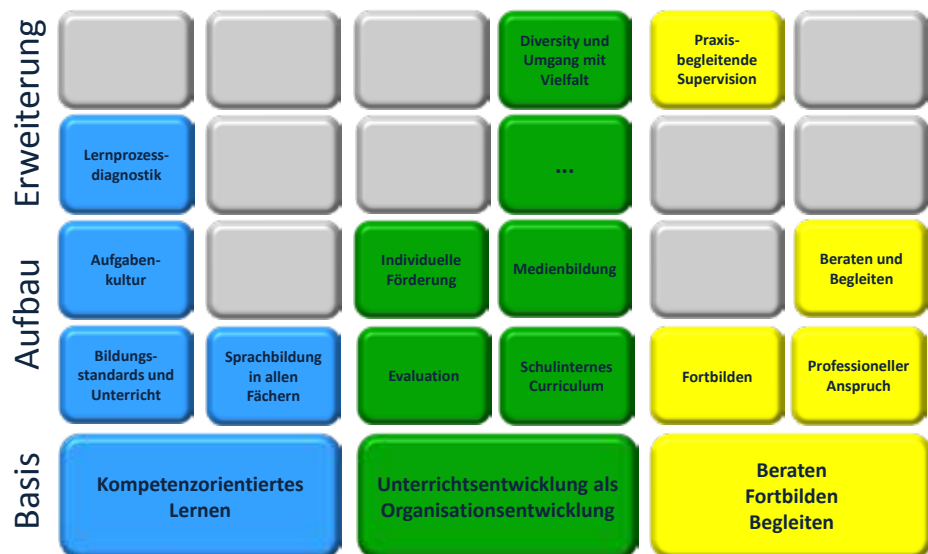 Erweiterung
Diversity und
Umgang mit
Vielfalt
Praxis-
begleitende
Supervision
Lernprozess-
diagnostik
...
Aufbau
Aufgaben-
kultur
Individuelle
Förderung
Medienbildung
Beraten und
Begleiten
Bildungs-
standards und
Unterricht
Sprachbildung
in allen
Fächern
Evaluation
Schulinternes
Curriculum
Fortbilden
Professioneller
Anspruch
Basis
Kompetenzorientiertes
Lernen
Unterrichtsentwicklung als
Organisationsentwicklung
Beraten
Fortbilden
Begleiten